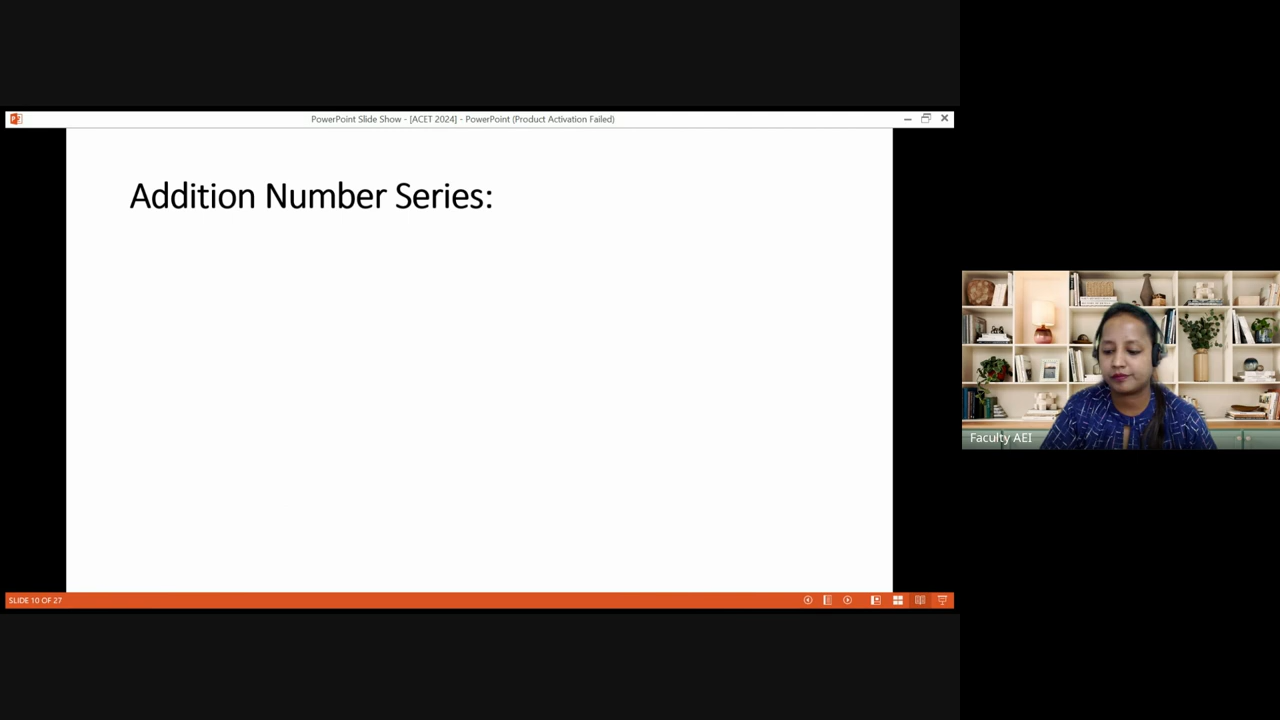 PowerPoint Slide Show - [ACET 2024] - PowerPoint (Product Activation Failed)
Addition Number Series:
Faculty AEI
SLIDE 10 OF 27